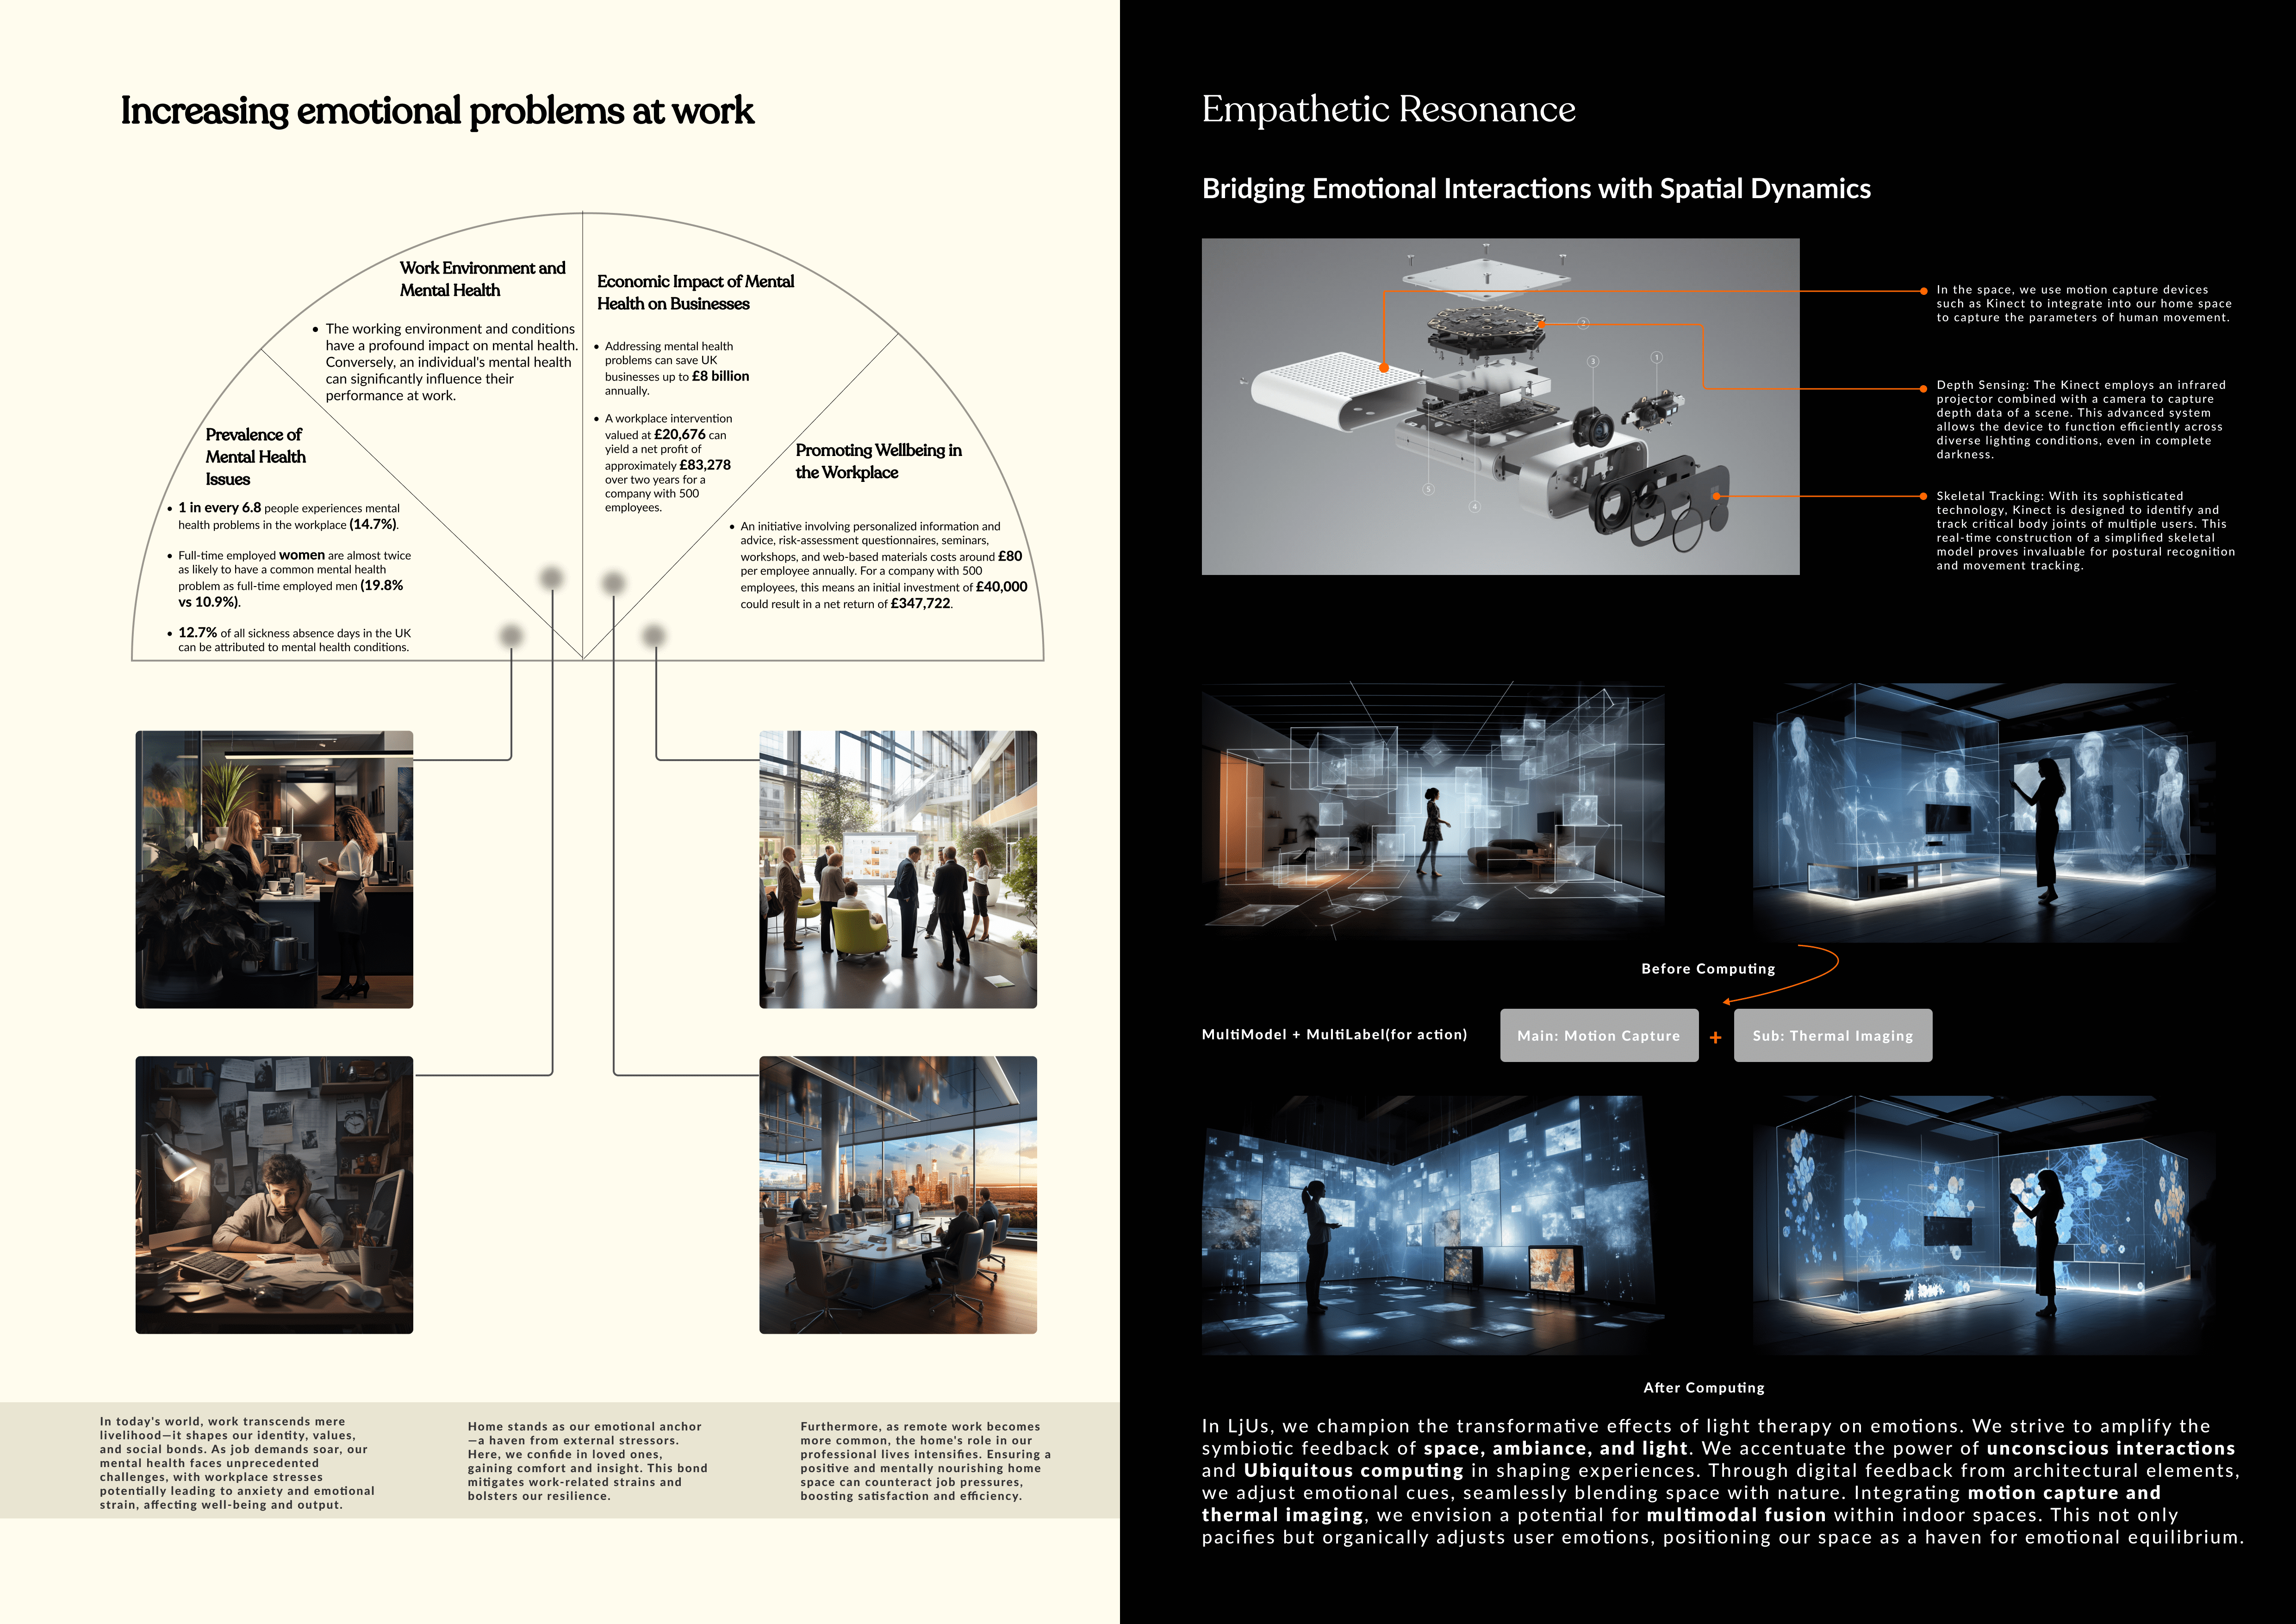 Increasing emotional problems at work
Work Environment and
Mental Health
• The working environment and conditions
have a profound impact on mental health.
Conversely, an individual's mental health
can significantly influence their
performance at work.
Economic Impact of Mental
Health on Businesses
• Addressing mental health
problems can save UK
businesses up to £8 billion
annually.
• A workplace intervention
valued at £20,676 can
yield a net profit of
approximately £83,278
over two years for a
company with 500
employees.
Prevalence of
Mental Health
Issues
• 1 in every 6.8 people experiences mental
health problems in the workplace (14.7%).
• Full-time employed women are almost twice
as likely to have a common mental health
problem as full-time employed men (19.8%
vs 10.9%).
• 12.7% of all sickness absence days in the UK
can be attributed to mental health conditions.
Promoting Wellbeing in
the Workplace
• An initiative involving personalized information and
advice, risk-assessment questionnaires, seminars,
workshops, and web-based materials costs around £80
per employee annually. For a company with 500
employees, this means an initial investment of £40,000
could result in a net return of £347,722.
In today's world, work transcends mere
livelihood—it shapes our identity, values,
and social bonds. As job demands soar, our
mental health faces unprecedented
challenges, with workplace stresses
potentially leading to anxiety and emotional
strain, affecting well-being and output.
Home stands as our emotional anchor
—a haven from external stressors.
Here, we confide in loved ones,
gaining comfort and insight. This bond
mitigates work-related strains and
bolsters our resilience.
Furthermore, as remote work becomes
more common, the home's role in our
professional lives intensifies. Ensuring a
positive and mentally nourishing home
space can counteract job pressures,
boosting satisfaction and efficiency.
Empathetic Resonance
Bridging Emotional Interactions with Spatial Dynamics
2
3
1
5
4
In the space, we use motion capture devices
such as Kinect to integrate into our home space
to capture the parameters of human movement.
Depth Sensing: The Kinect employs an infrared
projector combined with a camera to capture
depth data of a scene. This advanced system
allows the device to function efficiently across
diverse lighting conditions, even in complete
darkness.
Skeletal Tracking: With its sophisticated
technology, Kinect is designed to identify and
track critical body joints of multiple users. This
real-time construction of a simplified skeletal
model proves invaluable for postural recognition
and movement tracking.
Before Computing
MultiModel + MultiLabel(for action)
Main: Motion Capture
+
Sub: Thermal Imaging
After Computing
In LjUs, we champion the transformative effects of light therapy on emotions. We strive to amplify the
symbiotic feedback of space, ambiance, and light. We accentuate the power of unconscious interactions
and Ubiquitous computing in shaping experiences. Through digital feedback from architectural elements,
we adjust emotional cues, seamlessly blending space with nature. Integrating motion capture and
thermal imaging, we envision a potential for multimodal fusion within indoor spaces. This not only
pacifies but organically adjusts user emotions, positioning our space as a haven for emotional equilibrium.